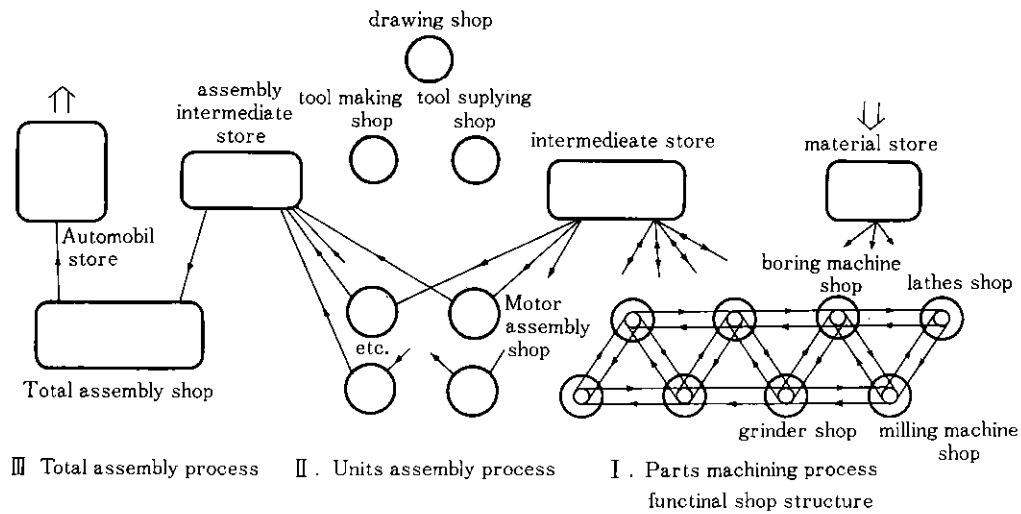 drawing shop
assembly
intermediate
store
tool making
shop
tool suplying
shop
intermedieate store
material store
Automobil
store
boring machine
shop
lathes shop
Motor
assembly
shop
etc.
Total assembly shop
grinder shop
milling machine
shop
Ⅲ Total assembly process
Ⅱ. Units assembly process
Ⅰ. Parts machining process
functinal shop structure